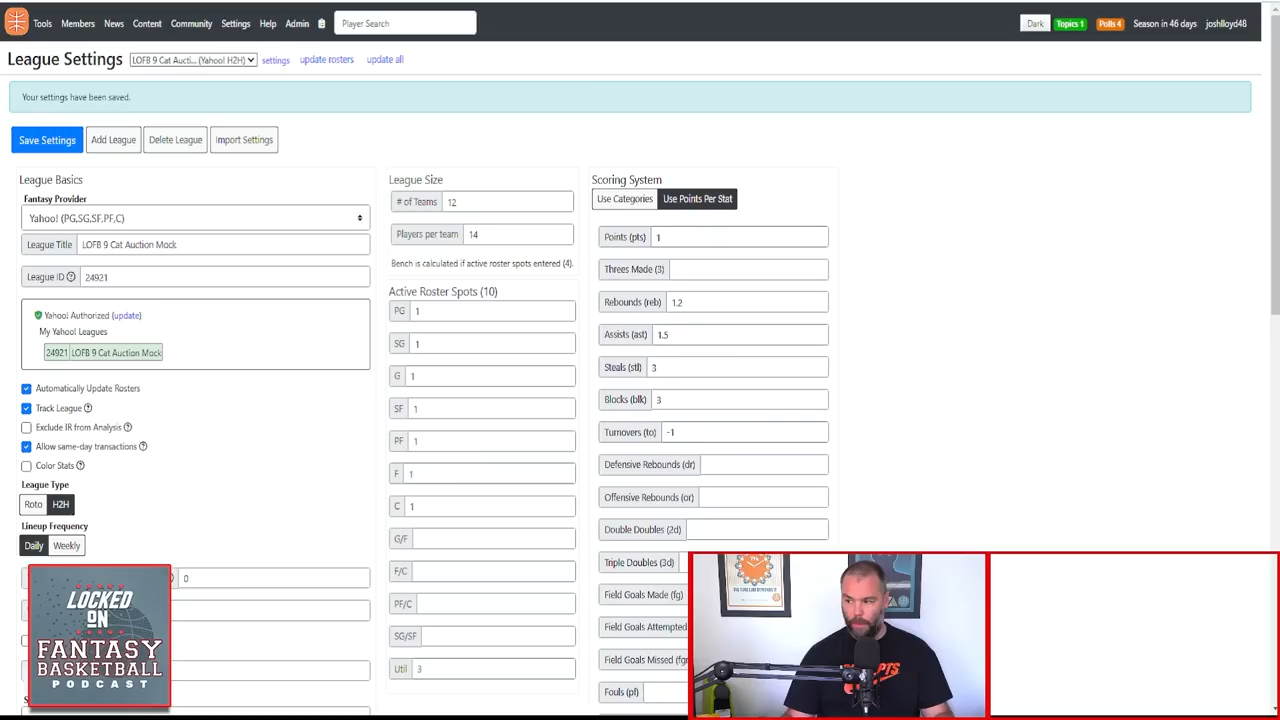 Tools Members News Content Community Settings Help Admin Player Search Dark Topics 1 Polls 4 Season in 46 days joshlloyd48
League Settings LOFB 9 Cat Aucti... (Yahoo! H2H) settings update rosters update all
Your settings have been saved.
Save Settings Add League Delete League Import Settings
League Basics
Fantasy Provider
Yahoo! (PG,SG,SF,PF,C)
League Title LOFB 9 Cat Auction Mock
League ID 24921
Yahoo! Authorized (update)
My Yahoo! Leagues
24921 LOFB 9 Cat Auction Mock
Automatically Update Rosters
Track League
Exclude IR from Analysis
Allow same-day transactions
Color Stats
League Type
Roto H2H
Lineup Frequency
Daily Weekly
0
League Size
# of Teams 12
Players per team 14
Bench is calculated if active roster spots entered (4).
Active Roster Spots (10)
PG 1
SG 1
G 1
SF 1
PF 1
F 1
C 1
G/F
F/C
PF/C
SG/SF
Util 3
Scoring System
Use Categories Use Points Per Stat
Points (pts) 1
Threes Made (3)
Rebounds (reb) 1.2
Assists (ast) 1.5
Steals (stl) 3
Blocks (blk) 3
Turnovers (to) -1
Defensive Rebounds (dr)
Offensive Rebounds (or)
Double Doubles (2d)
Triple Doubles (3d)
Field Goals Made (fg)
Field Goals Attempted
Field Goals Missed (fg
Fouls (pf)
LOCKED
ON
FANTASY
BASKETBALL
PODCAST